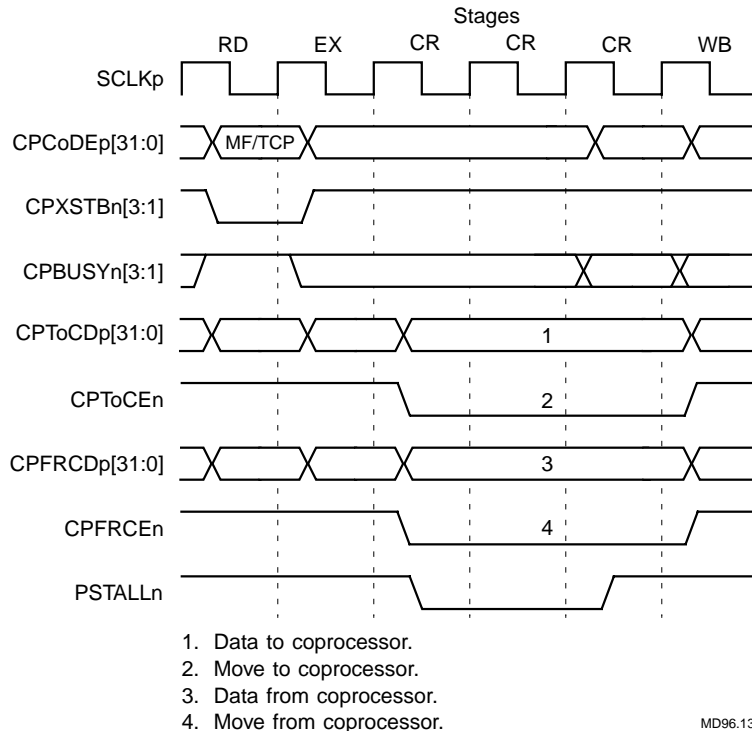 Stages
RD EX CR CR CR WB
SCLKp
CPCoDEp[31:0] MF/TCP
CPXSTBn[3:1]
CPBUSYn[3:1]
CPToCDp[31:0] 1
CPToCEn 2
CPFRCDp[31:0] 3
CPFRCEn 4
PSTALLn
1. Data to coprocessor.
2. Move to coprocessor.
3. Data from coprocessor.
4. Move from coprocessor.
MD96.13